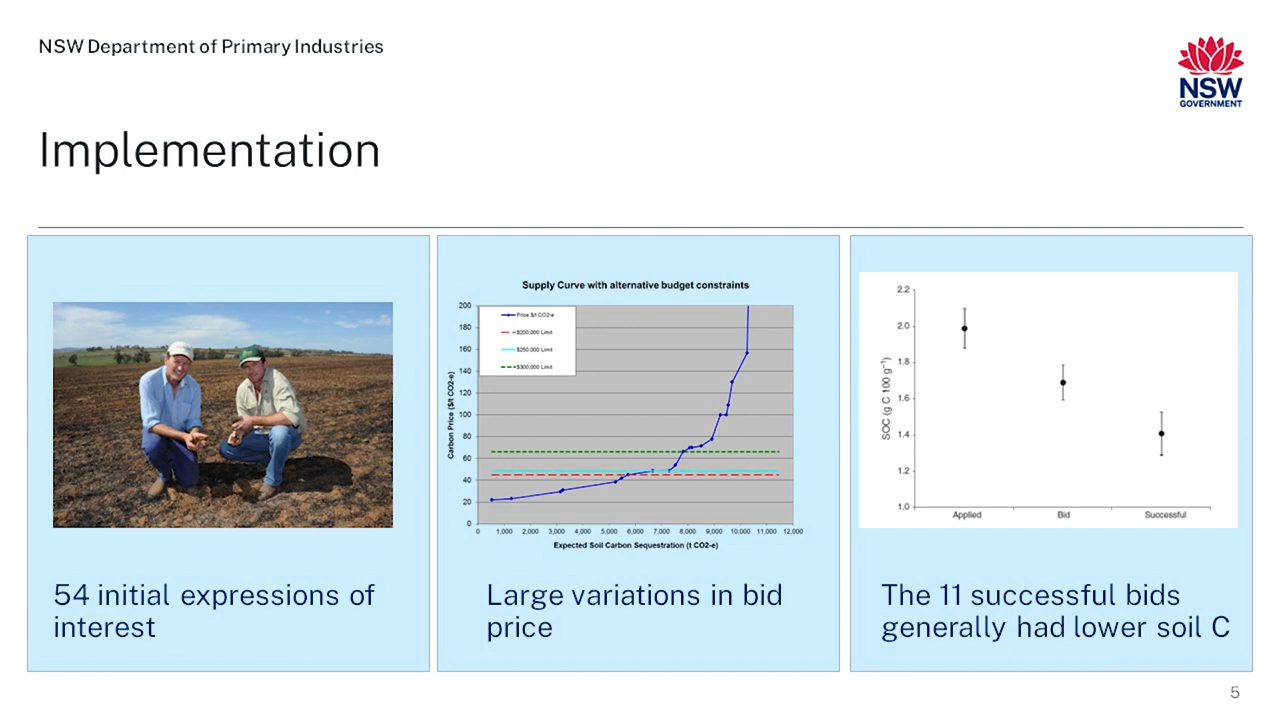 NSW Department of Primary Industries
NSW
GOVERNMENT
Implementation
54 initial expressions of
interest
Supply Curve with alternative budget constraints
Price $/t CO2-e
$200,000 Limit
$250,000 Limit
$300,000 Limit
Carbon Price ($/t CO2-e)
200
180
160
140
120
100
80
60
40
20
0
0 1,000 2,000 3,000 4,000 5,000 6,000 7,000 8,000 9,000 10,000 11,000 12,000
Expected Soil Carbon Sequestration (t CO2-e)
Large variations in bid
price
SOC (g C 100 g⁻¹)
2.2
2.0
1.8
1.6
1.4
1.2
1.0
Applied Bid Successful
The 11 successful bids
generally had lower soil C
5